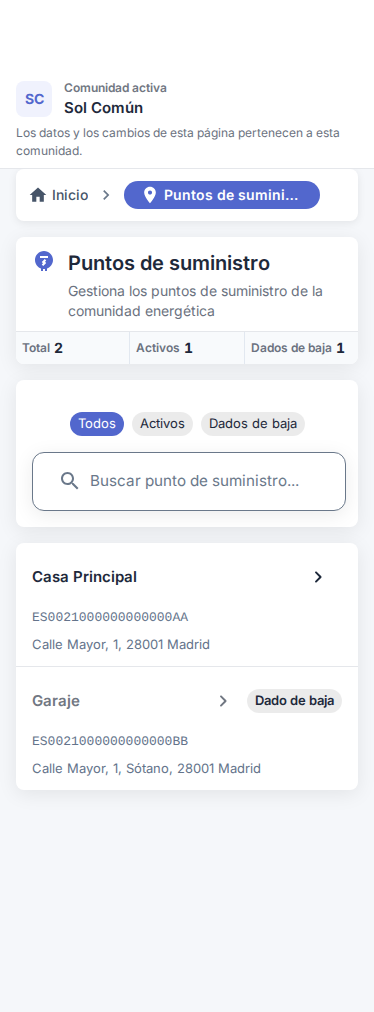 SC
Comunidad activa
Sol Común
Los datos y los cambios de esta página pertenecen a esta
comunidad.
Inicio
Puntos de sumini...
Puntos de suministro
Gestiona los puntos de suministro de la
comunidad energética
Total 2
Activos 1
Dados de baja 1
Todos
Activos
Dados de baja
Buscar punto de suministro...
Casa Principal
ES0021000000000000AA
Calle Mayor, 1, 28001 Madrid
Garaje
Dado de baja
ES0021000000000000BB
Calle Mayor, 1, Sótano, 28001 Madrid